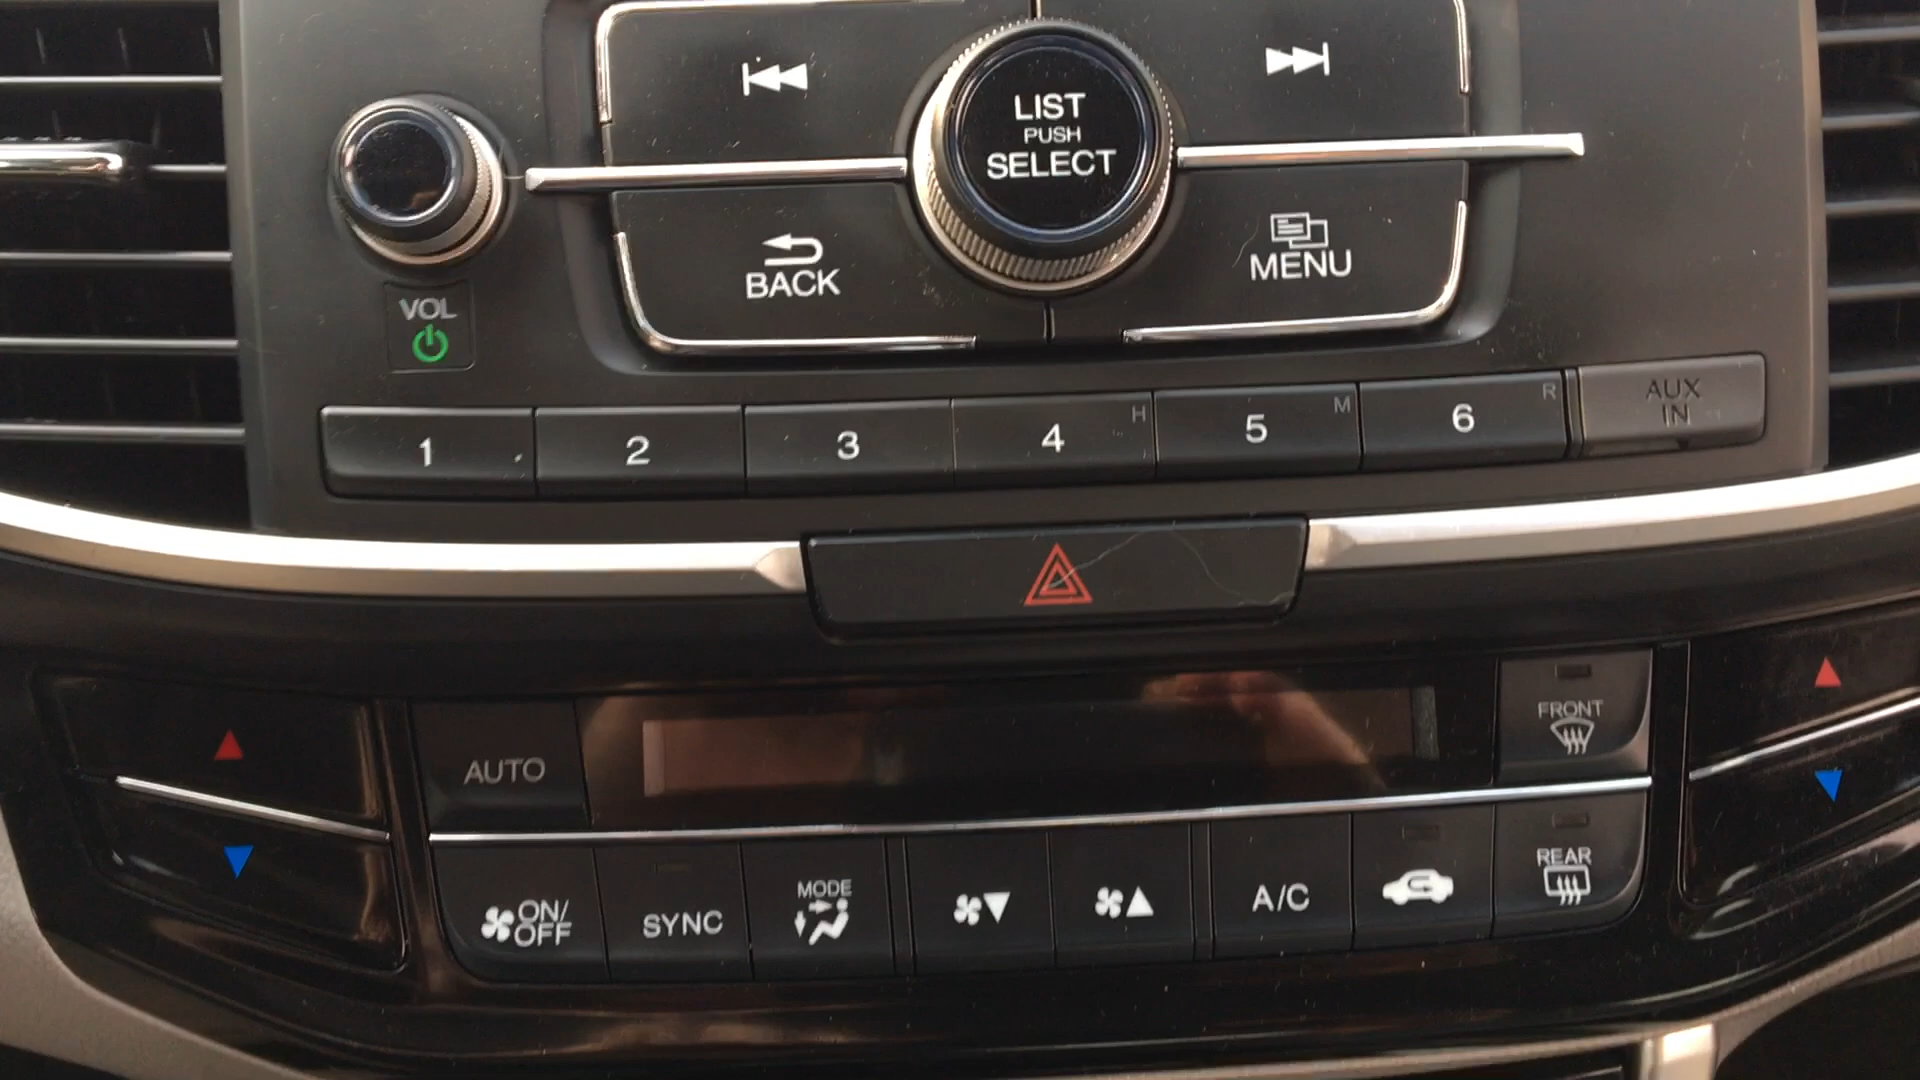 LIST
PUSH
SELECT
BACK
MENU
VOL
1
2
3
4 H
5 M
6 R
AUX
IN
AUTO
FRONT
ON/
OFF
SYNC
MODE
A/C
REAR